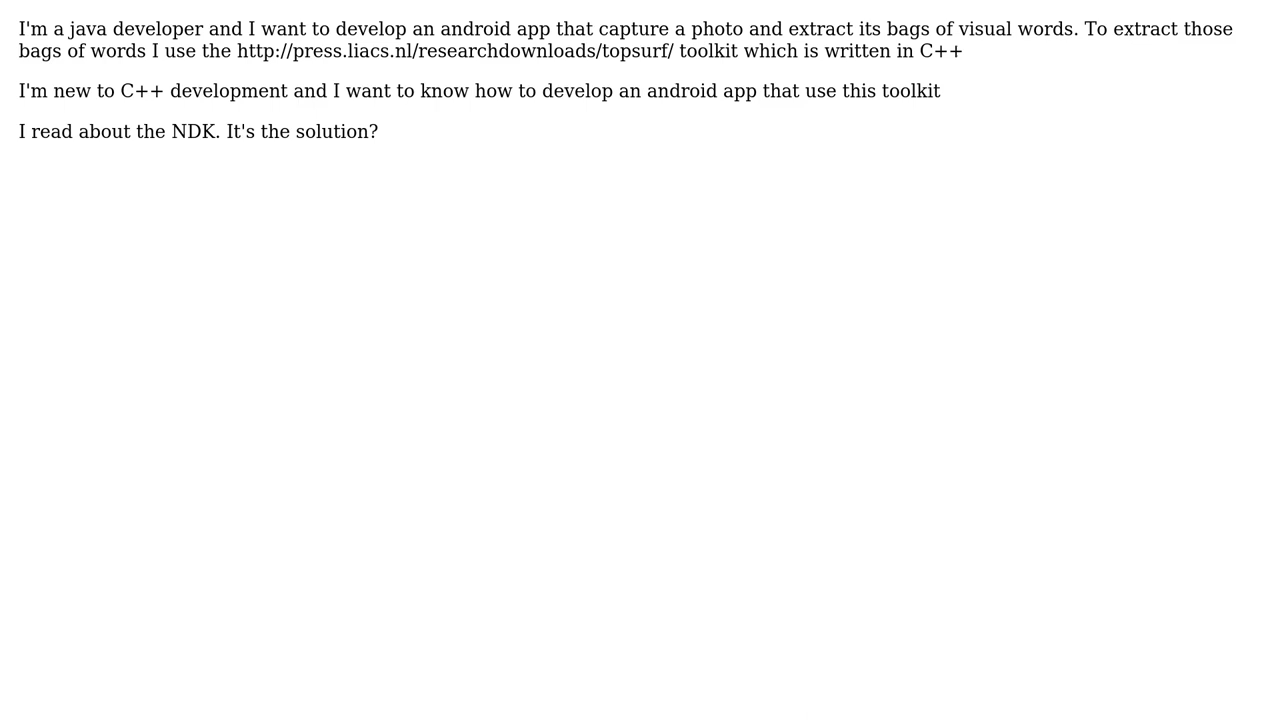 I'm a java developer and I want to develop an android app that capture a photo and extract its bags of visual words. To extract those
bags of words I use the http://press.liacs.nl/researchdownloads/topsurf/ toolkit which is written in C++
I'm new to C++ development and I want to know how to develop an android app that use this toolkit
I read about the NDK. It's the solution?